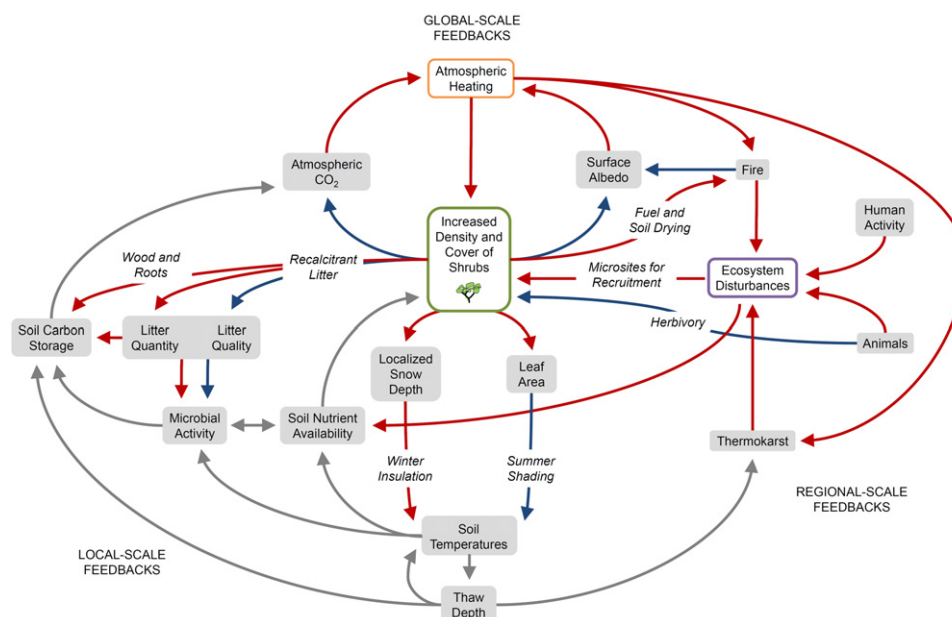 GLOBAL-SCALE
FEEDBACKS
Atmospheric
Heating
Atmospheric
CO₂
Surface
Albedo
Fire
Human
Activity
Increased
Density and
Cover of
Shrubs
Fuel and
Soil Drying
Wood and
Roots
Recalcitrant
Litter
Microsites for
Recruitment
Ecosystem
Disturbances
Herbivory
Animals
Soil Carbon
Storage
Litter
Quantity
Litter
Quality
Localized
Snow
Depth
Leaf
Area
Microbial
Activity
Soil Nutrient
Availability
Thermokarst
Winter
Insulation
Summer
Shading
REGIONAL-SCALE
FEEDBACKS
Soil
Temperatures
LOCAL-SCALE
FEEDBACKS
Thaw
Depth